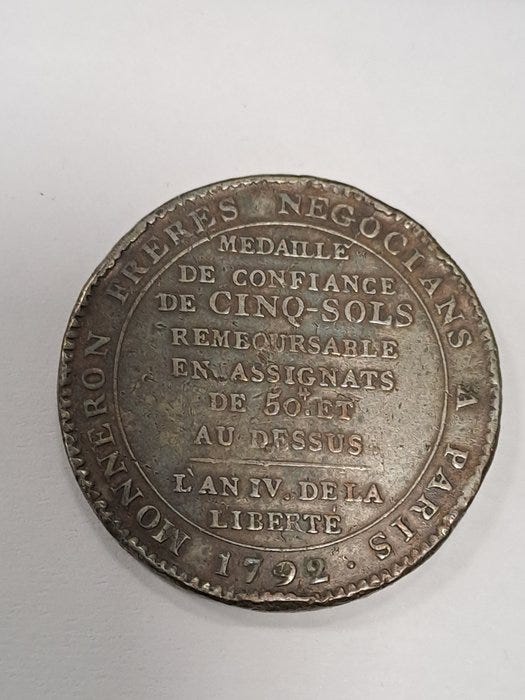 MONNERON FRERES NEGOCIANS A PARIS.
MEDAILLE
DE CONFIANCE
DE CINQ-SOLS
REMBOURSABLE
EN ASSIGNATS
DE 50# ET
AU DESSUS.
L'AN IV. DE LA
LIBERTÉ
1792